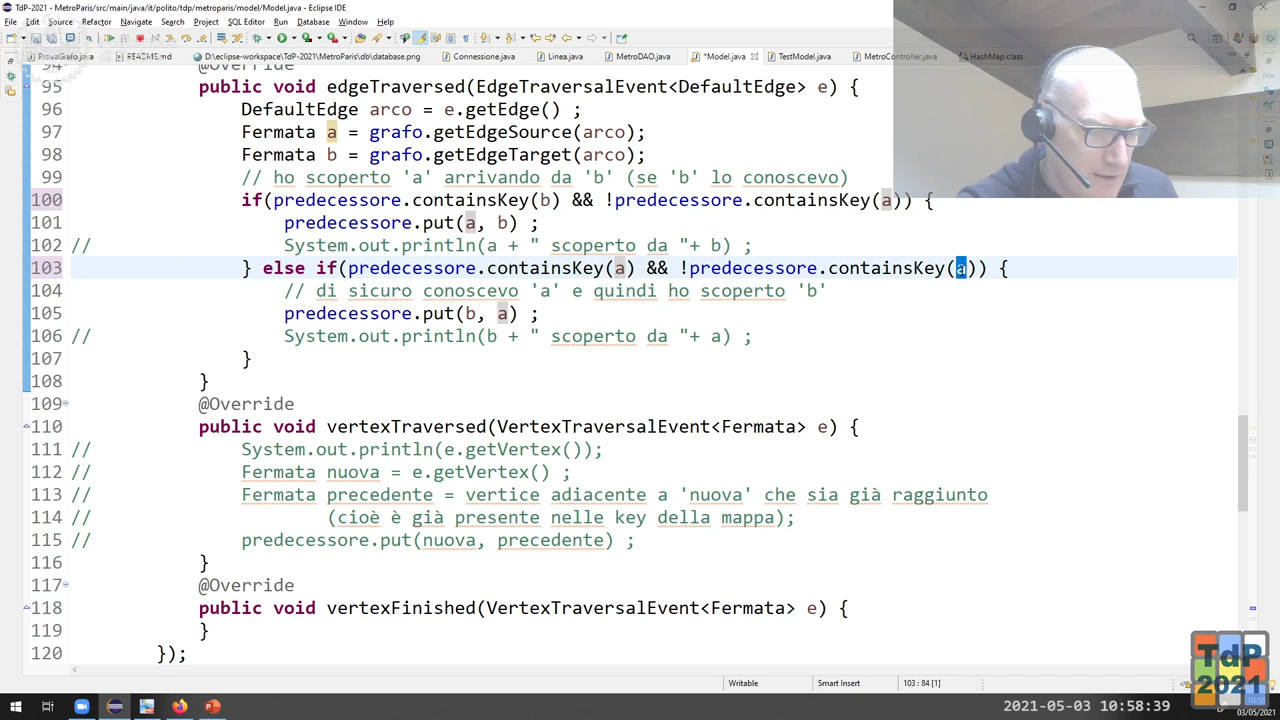 TdP-2021 - MetroParis/src/main/java/it/polito/tdp/metroparis/model/Model.java - Eclipse IDE
File Edit Source Refactor Navigate Search Project SQL Editor Run Database Window Help
ProvaGrafo.java README.md D:\eclipse-workspace\TdP-2021\MetroParis\db\database.png Connessione.java Linea.java MetroDAO.java *Model.java TestModel.java MetroController.java HashMap.class
94 @Override
95 public void edgeTraversed(EdgeTraversalEvent<DefaultEdge> e) {
96 DefaultEdge arco = e.getEdge() ;
97 Fermata a = grafo.getEdgeSource(arco);
98 Fermata b = grafo.getEdgeTarget(arco);
99 // ho scoperto 'a' arrivando da 'b' (se 'b' lo conoscevo)
100 if(predecessore.containsKey(b) && !predecessore.containsKey(a)) {
101 predecessore.put(a, b) ;
102 // System.out.println(a + " scoperto da "+ b) ;
103 } else if(predecessore.containsKey(a) && !predecessore.containsKey(a)) {
104 // di sicuro conoscevo 'a' e quindi ho scoperto 'b'
105 predecessore.put(b, a) ;
106 // System.out.println(b + " scoperto da "+ a) ;
107 }
108 }
109 @Override
110 public void vertexTraversed(VertexTraversalEvent<Fermata> e) {
111 // System.out.println(e.getVertex());
112 // Fermata nuova = e.getVertex() ;
113 // Fermata precedente = vertice adiacente a 'nuova' che sia già raggiunto
114 // (cioè è già presente nelle key della mappa);
115 // predecessore.put(nuova, precedente) ;
116 }
117 @Override
118 public void vertexFinished(VertexTraversalEvent<Fermata> e) {
119 }
120 });
Writable Smart Insert 103 : 84 [1]
TdP
2021
2021-05-03 10:58:39
03/05/2021